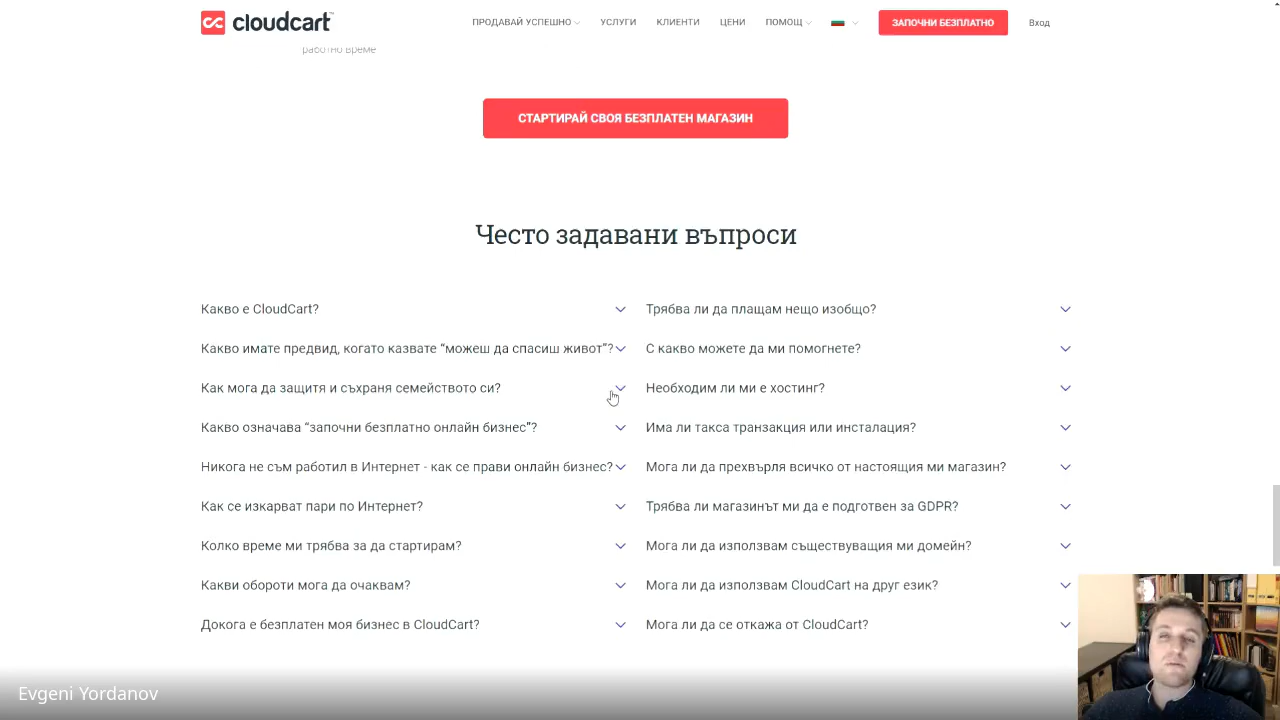 cloudcart™
ПРОДАВАЙ УСПЕШНО
УСЛУГИ
КЛИЕНТИ
ЦЕНИ
ПОМОЩ
ЗАПОЧНИ БЕЗПЛАТНО
Вход
работно време
СТАРТИРАЙ СВОЯ БЕЗПЛАТЕН МАГАЗИН
Често задавани въпроси
Какво е CloudCart?
Какво имате предвид, когато казвате “можеш да спасиш живот”?
Как мога да защитя и съхраня семейството си?
Какво означава “започни безплатно онлайн бизнес”?
Никога не съм работил в Интернет - как се прави онлайн бизнес?
Как се изкарват пари по Интернет?
Колко време ми трябва за да стартирам?
Какви обороти мога да очаквам?
Докога е безплатен моя бизнес в CloudCart?
Трябва ли да плащам нещо изобщо?
С какво можете да ми помогнете?
Необходим ли ми е хостинг?
Има ли такса транзакция или инсталация?
Мога ли да прехвърля всичко от настоящия ми магазин?
Трябва ли магазинът ми да е подготвен за GDPR?
Мога ли да използвам съществуващия ми домейн?
Мога ли да използвам CloudCart на друг език?
Мога ли да се откажа от CloudCart?
Evgeni Yordanov